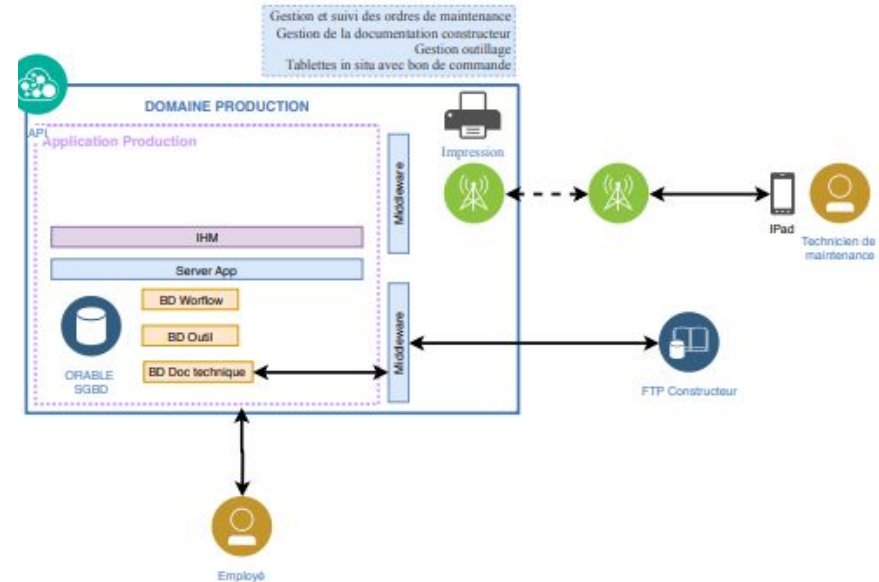 Gestion et suivi des ordres de maintenance
Gestion de la documentation constructeur
Gestion outillage
Tablettes in situ avec bon de commande
DOMAINE PRODUCTION
API
Application Production
Impression
Middleware
IHM
Server App
BD Worflow
BD Outil
BD Doc technique
ORABLE
SGBD
Middleware
IPad
Technicien de
maintenance
FTP Constructeur
Employé